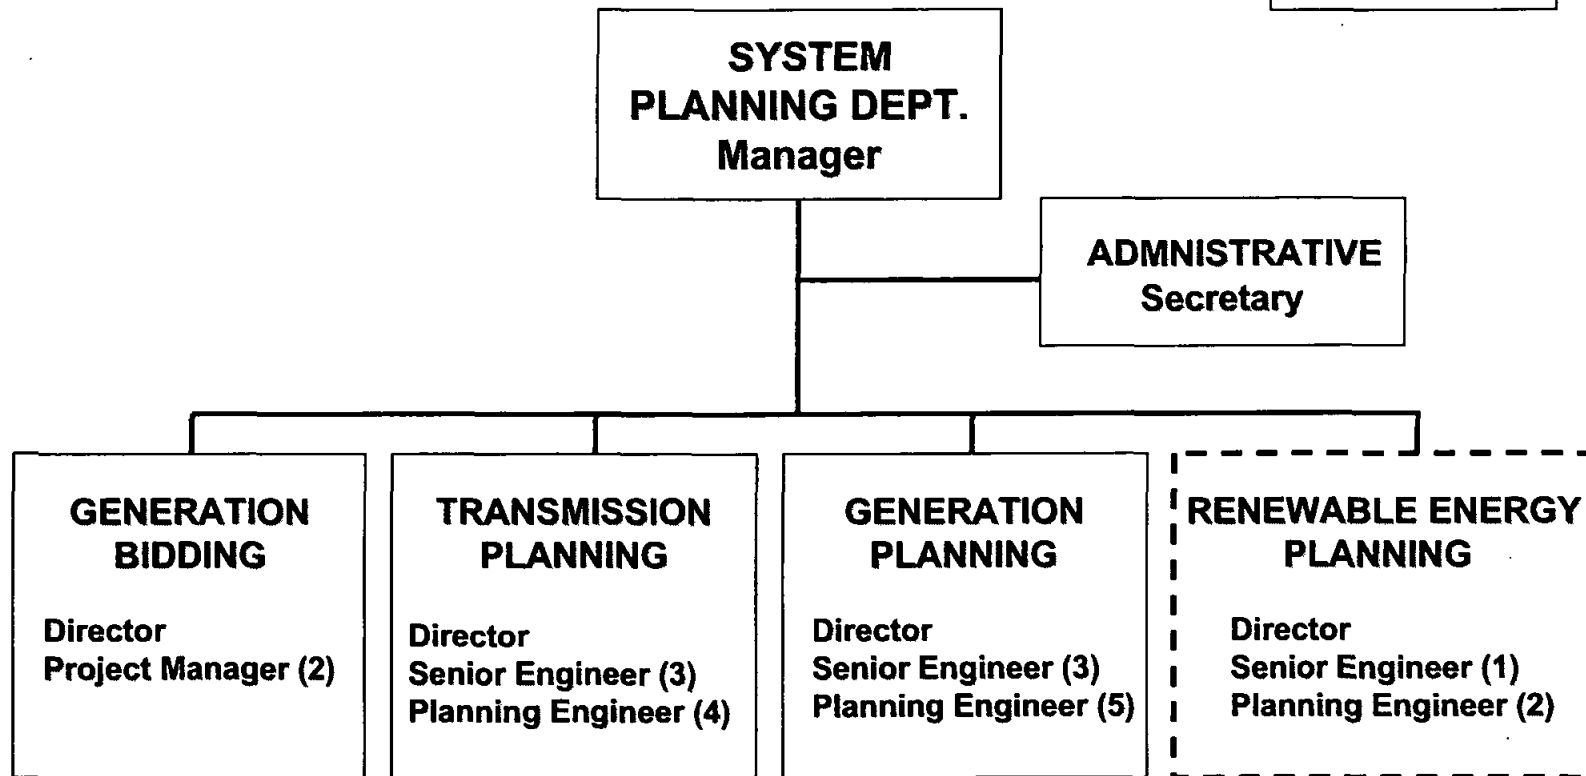 SYSTEM
PLANNING DEPT.
Manager
ADMNISTRATIVE
Secretary
GENERATION
BIDDING
Director
Project Manager (2)
TRANSMISSION
PLANNING
Director
Senior Engineer (3)
Planning Engineer (4)
GENERATION
PLANNING
Director
Senior Engineer (3)
Planning Engineer (5)
RENEWABLE ENERGY
PLANNING
Director
Senior Engineer (1)
Planning Engineer (2)